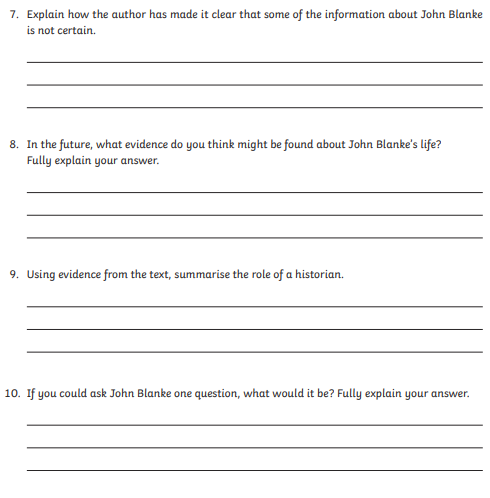 7. Explain how the author has made it clear that some of the information about John Blanke
is not certain.
8. In the future, what evidence do you think might be found about John Blanke's life?
Fully explain your answer.
9. Using evidence from the text, summarise the role of a historian.
10. If you could ask John Blanke one question, what would it be? Fully explain your answer.